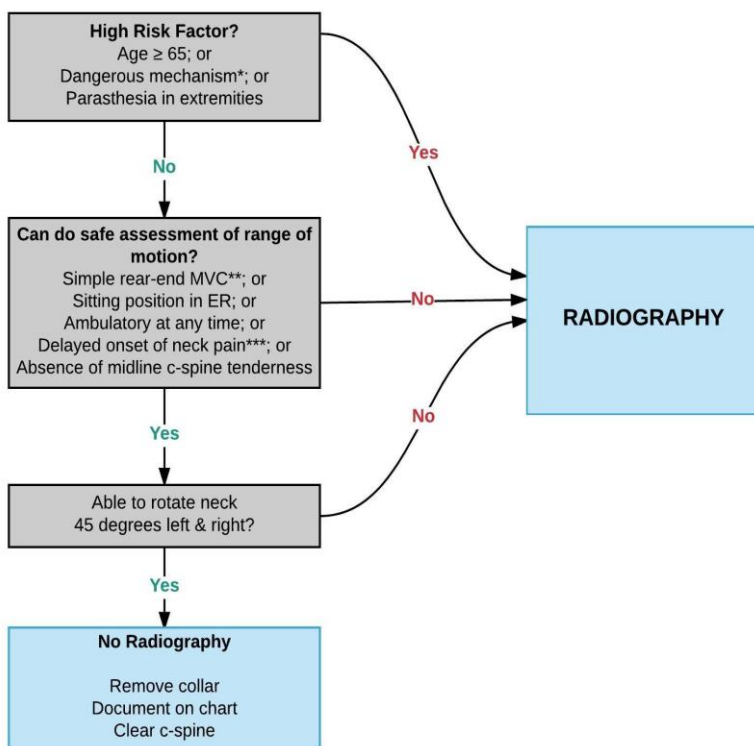 High Risk Factor?
Age ≥ 65; or
Dangerous mechanism*; or
Parasthesia in extremities
Yes
No
Can do safe assessment of range of
motion?
Simple rear-end MVC**; or
Sitting position in ER; or
Ambulatory at any time; or
Delayed onset of neck pain***; or
Absence of midline c-spine tenderness
No
RADIOGRAPHY
Yes
No
Able to rotate neck
45 degrees left & right?
Yes
No Radiography
Remove collar
Document on chart
Clear c-spine